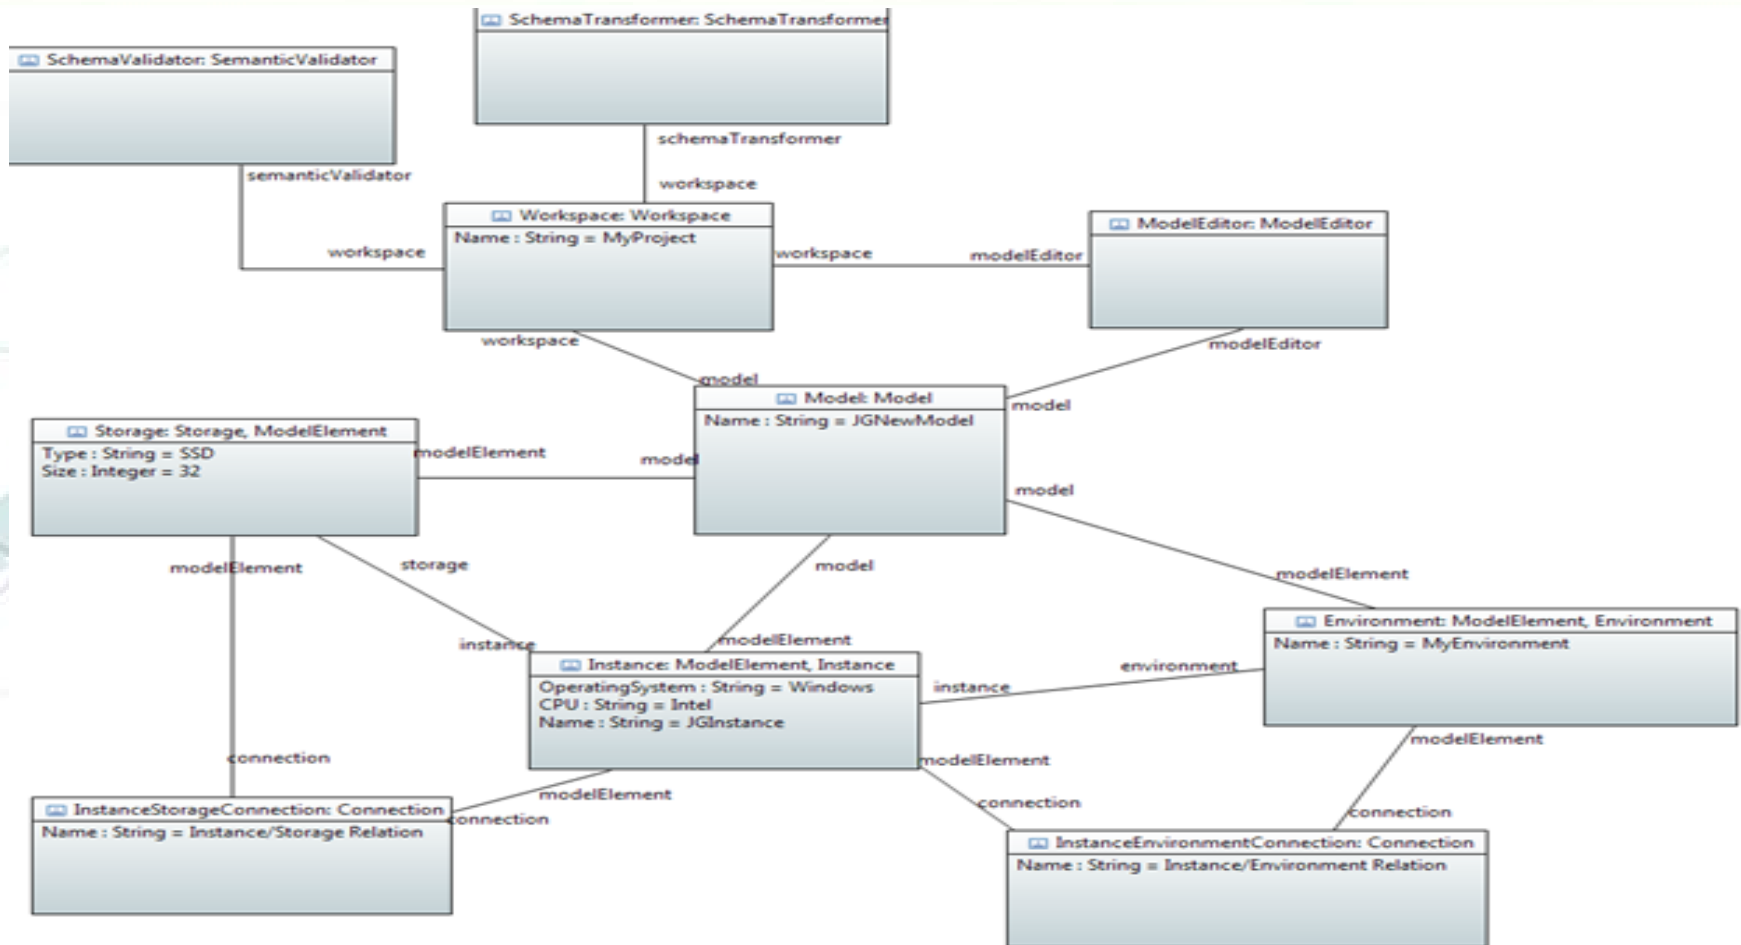 SchemaTransformer: SchemaTransformer
SchemaValidator: SemanticValidator
schemaTransformer
semanticValidator
workspace
Workspace: Workspace
Name : String = MyProject
ModelEditor: ModelEditor
workspace
workspace
modelEditor
workspace
modelEditor
model
Model: Model
Name : String = JGNewModel
model
Storage: Storage, ModelElement
Type : String = SSD
Size : Integer = 32
modelElement
model
model
modelElement
storage
model
modelElement
instance
modelElement
Instance: ModelElement, Instance
OperatingSystem : String = Windows
CPU : String = Intel
Name : String = JGInstance
Environment: ModelElement, Environment
Name : String = MyEnvironment
environment
instance
modelElement
connection
modelElement
modelElement
connection
connection
InstanceStorageConnection: Connection
Name : String = Instance/Storage Relation
connection
InstanceEnvironmentConnection: Connection
Name : String = Instance/Environment Relation